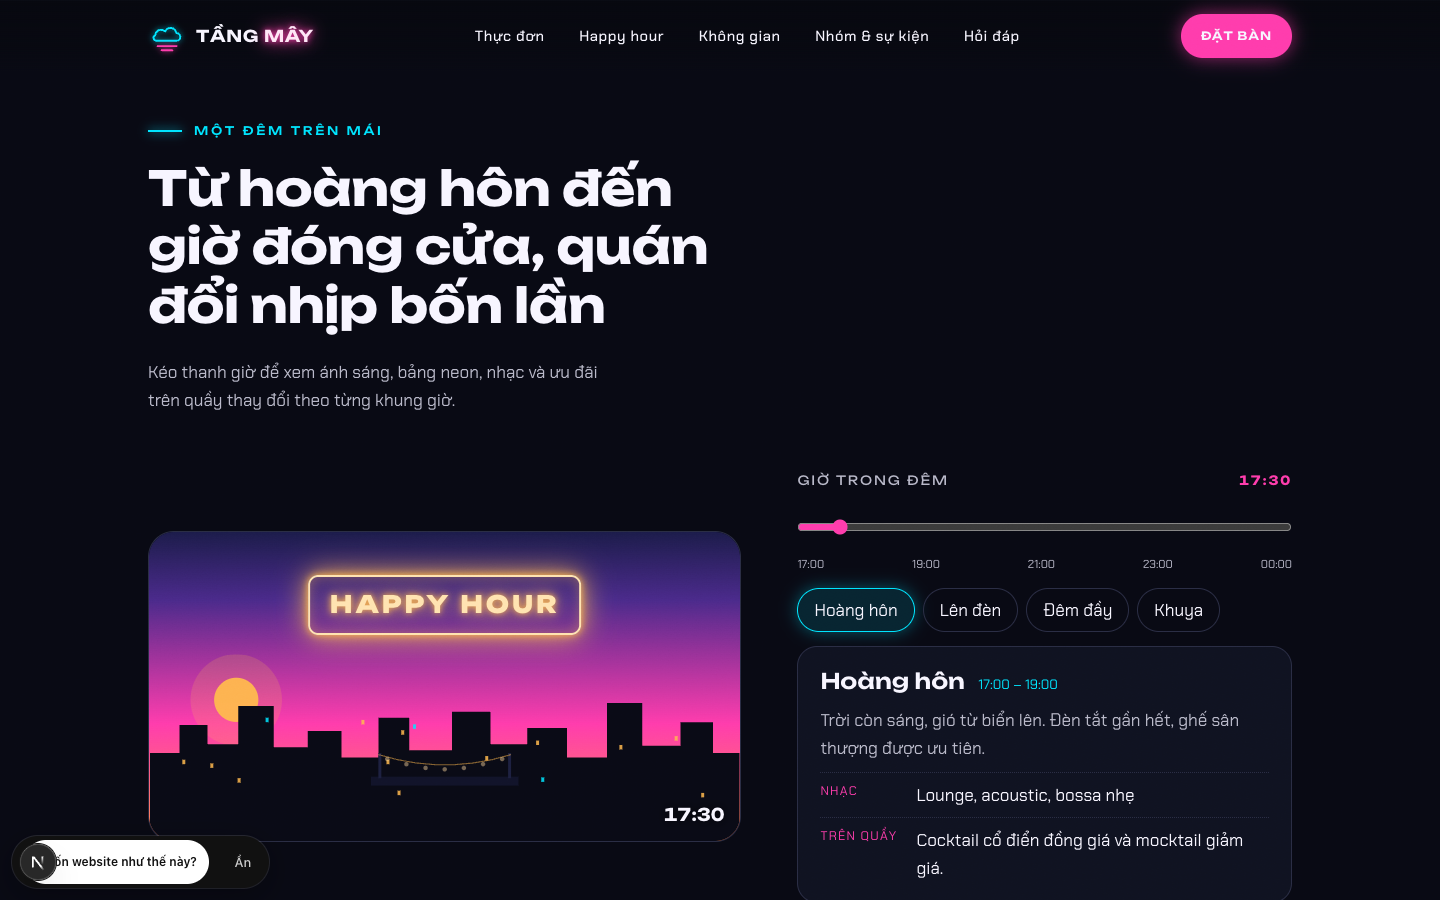 TẦNG MÂY
Thực đơn
Happy hour
Không gian
Nhóm & sự kiện
Hỏi đáp
ĐẶT BÀN
MỘT ĐÊM TRÊN MÁI
Từ hoàng hôn đến
giờ đóng cửa, quán
đổi nhịp bốn lần
Kéo thanh giờ để xem ánh sáng, bảng neon, nhạc và ưu đãi
trên quầy thay đổi theo từng khung giờ.
HAPPY HOUR
17:30
GIỜ TRONG ĐÊM
17:30
17:00
19:00
21:00
23:00
00:00
Hoàng hôn
Lên đèn
Đêm đầy
Khuya
Hoàng hôn 17:00 – 19:00
Trời còn sáng, gió từ biển lên. Đèn tắt gần hết, ghế sân
thượng được ưu tiên.
NHẠC
Lounge, acoustic, bossa nhẹ
TRÊN QUẦY
Cocktail cổ điển đồng giá và mocktail giảm
giá.
N
website như thế này?
Ẩn